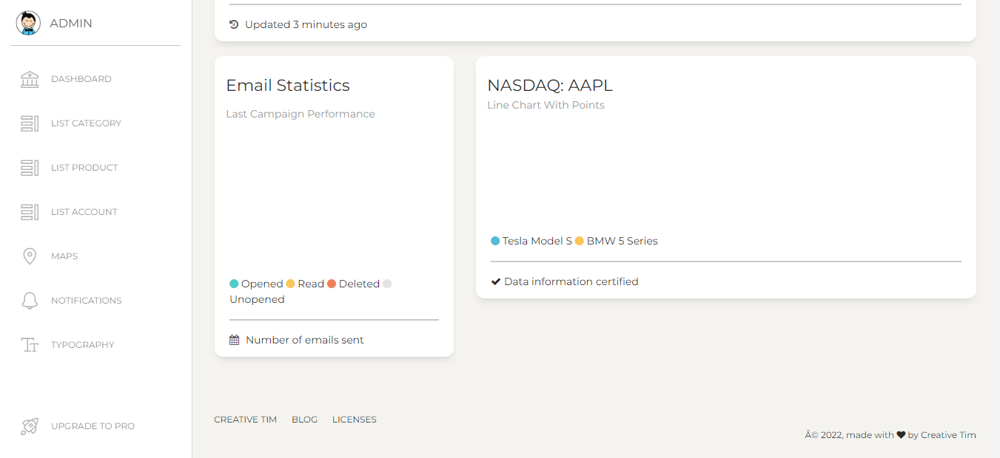 ADMIN
DASHBOARD
LIST CATEGORY
LIST PRODUCT
LIST ACCOUNT
MAPS
NOTIFICATIONS
TYPOGRAPHY
UPGRADE TO PRO
Updated 3 minutes ago
Email Statistics
Last Campaign Performance
Opened Read Deleted
Unopened
Number of emails sent
NASDAQ: AAPL
Line Chart With Points
Tesla Model S BMW 5 Series
Data information certified
CREATIVE TIM BLOG LICENSES
Â© 2022, made with ♥ by Creative Tim